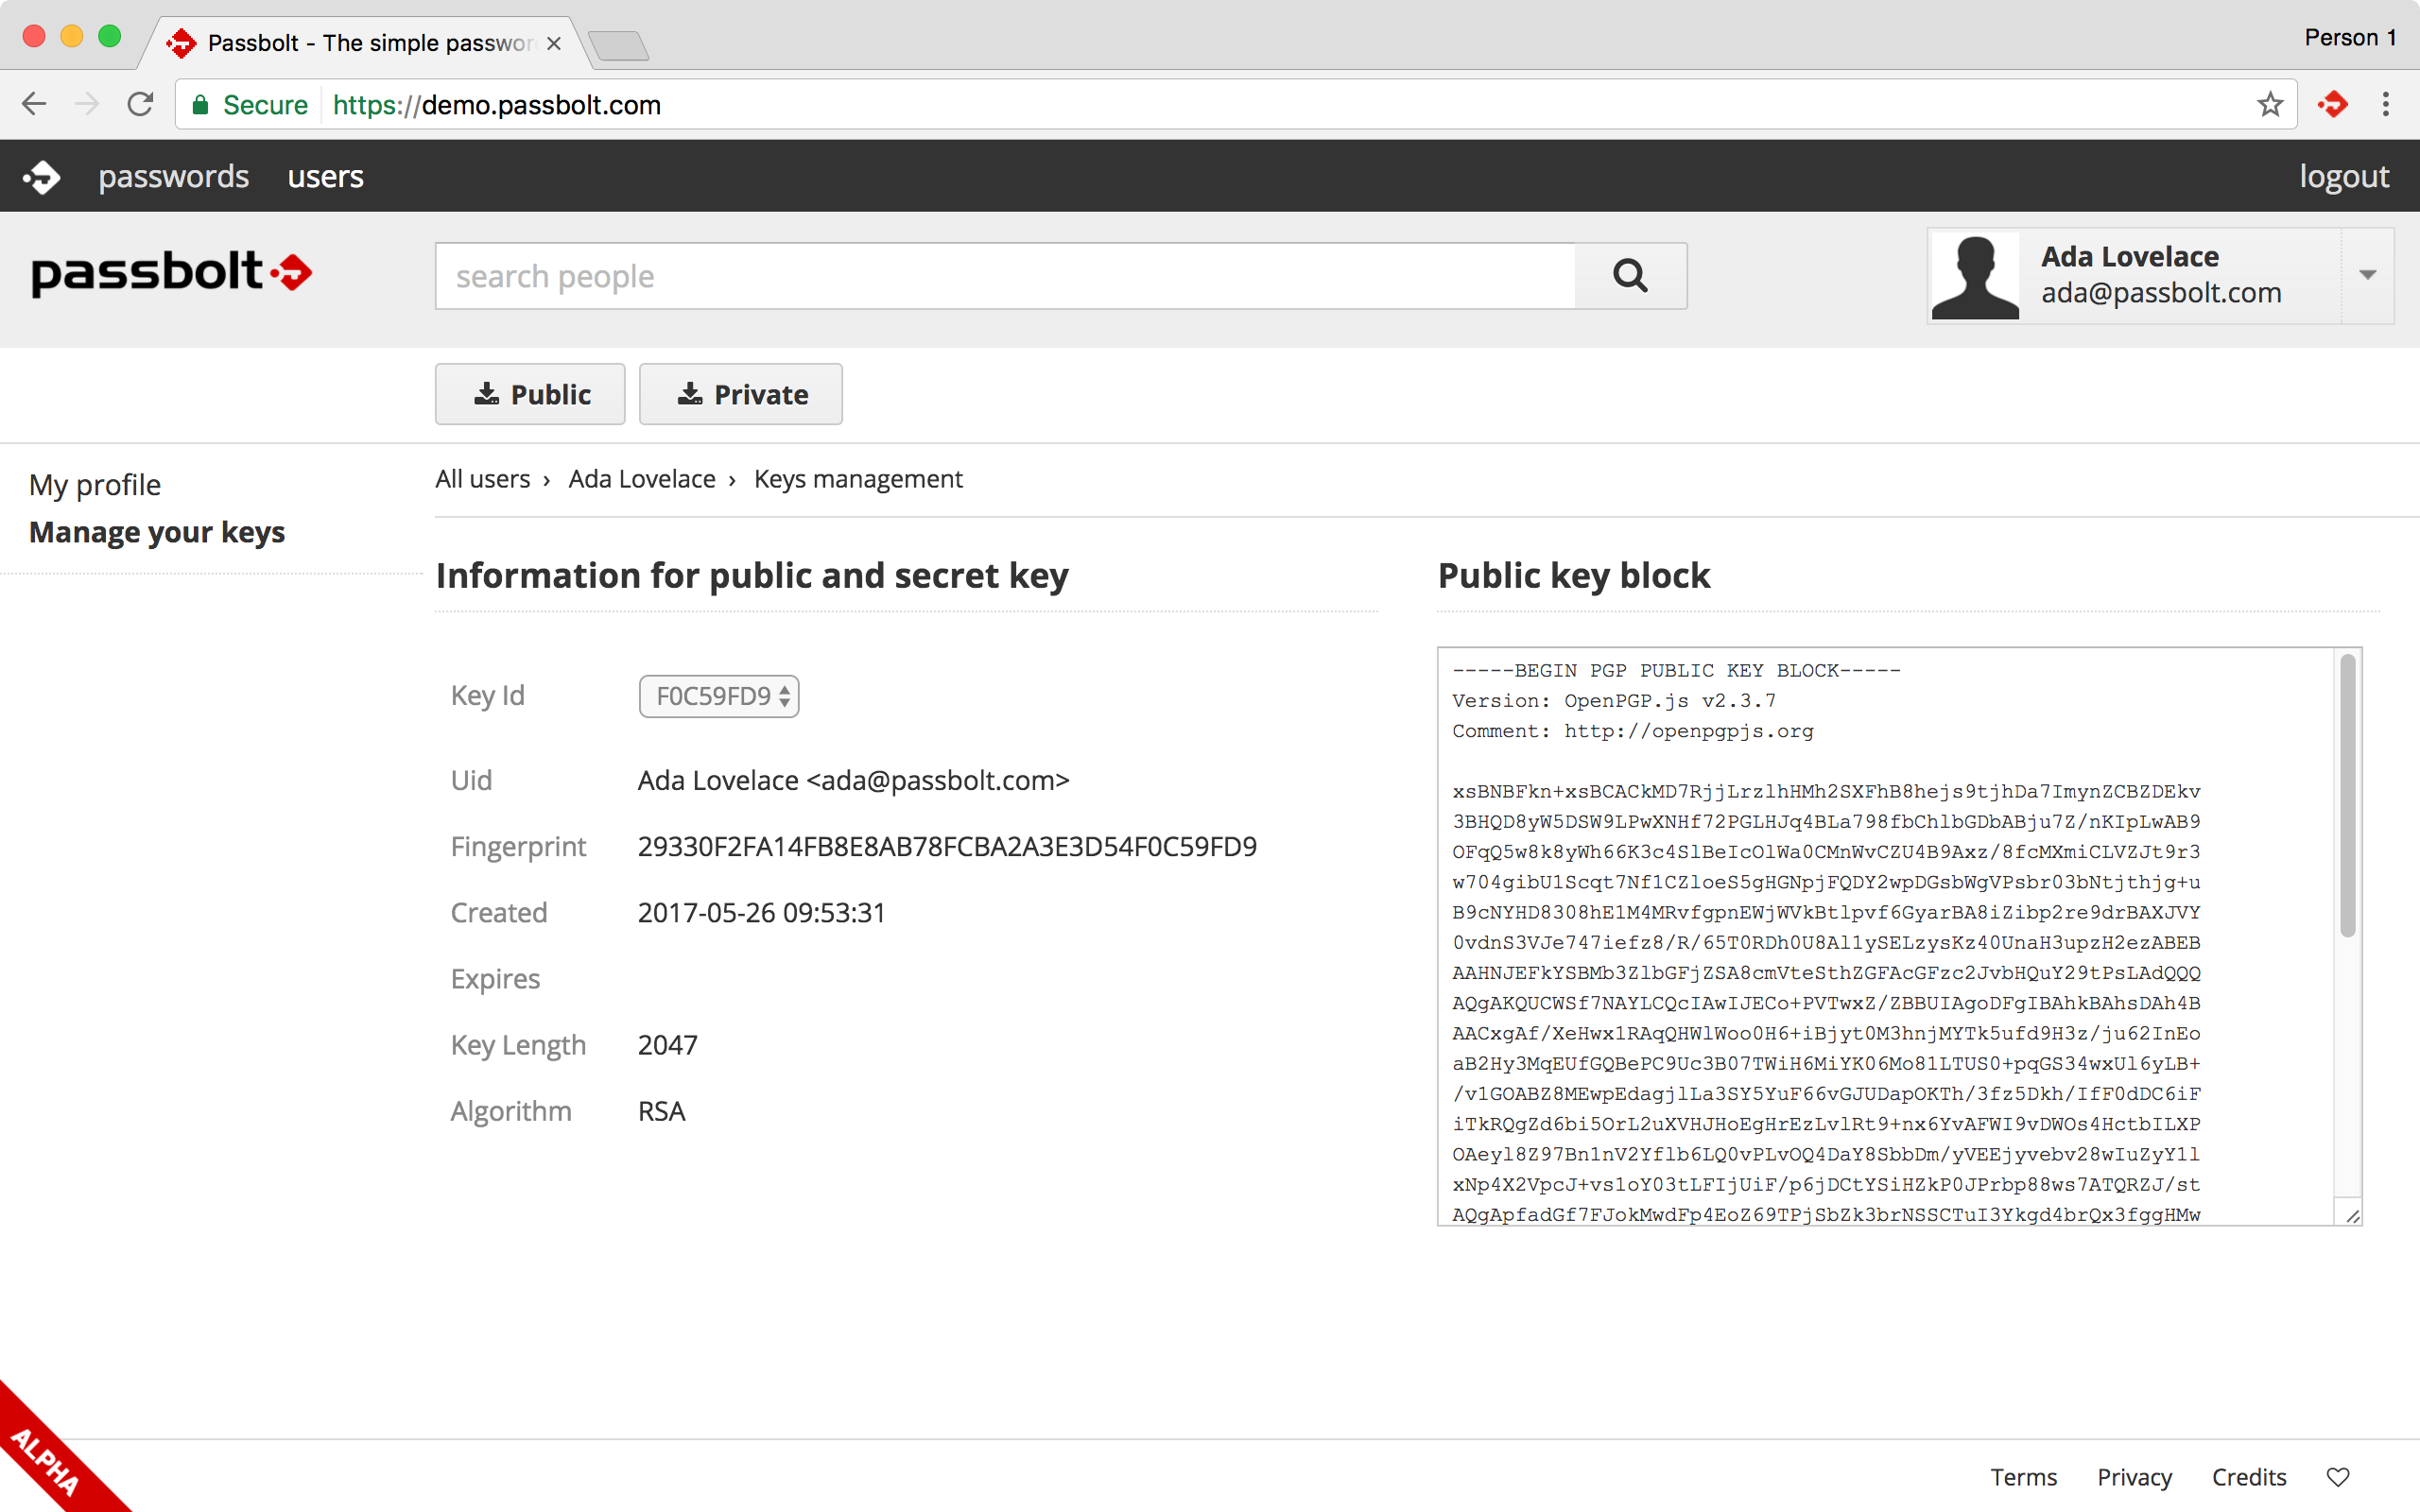 Passbolt - The simple passwor
Person 1
Secure https://demo.passbolt.com
passwords users logout
passbolt
search people
Ada Lovelace
ada@passbolt.com
Public Private
My profile
Manage your keys
All users › Ada Lovelace › Keys management
Information for public and secret key
Key Id F0C59FD9
Uid Ada Lovelace <ada@passbolt.com>
Fingerprint 29330F2FA14FB8E8AB78FCBA2A3E3D54F0C59FD9
Created 2017-05-26 09:53:31
Expires
Key Length 2047
Algorithm RSA
Public key block
-----BEGIN PGP PUBLIC KEY BLOCK-----
Version: OpenPGP.js v2.3.7
Comment: http://openpgpjs.org
xsBNBFkn+xsBCACkMD7RjjLrzlhHMh2SXFhB8hejs9tjhDa7ImynZCBZDEkv
3BHQD8yW5DSW9LPwXNHf72PGLHJq4BLa798fbChlbGDbABju7Z/nKIpLwAB9
OFqQ5w8k8yWh66K3c4SlBeIcOlWa0CMnWvCZU4B9Axz/8fcMXmiCLVZJt9r3
w704gibU1Scqt7Nf1CZloeS5gHGNpjFQDY2wpDGsbWgVPsbr03bNtjthjg+u
B9cNYHD8308hE1M4MRvfgpnEWjWVkBtlpvf6GyarBA8iZibp2re9drBAXJVY
0vdnS3VJe747iefz8/R/65T0RDh0U8Al1ySELzysKz40UnaH3upzH2ezABEB
AAHNJEFkYSBMb3ZlbGFjZSA8cmVteSthZGFAcGFzc2JvbHQuY29tPsLAdQQQ
AQgAKQUCWSf7NAYLCQcIAwIJECo+PVTwxZ/ZBBUIAgoDFgIBAhkBAhsDAh4B
AACxgAf/XeHwx1RAqQHWlWoo0H6+iBjyt0M3hnjMYTk5ufd9H3z/ju62InEo
aB2Hy3MqEUfGQBePC9Uc3B07TWiH6MiYK06Mo81LTUS0+pqGS34wxUl6yLB+
/v1GOABZ8MEwpEdagjlLa3SY5YuF66vGJUDapOKTh/3fz5Dkh/IfF0dDC6iF
iTkRQgZd6bi5OrL2uXVHJHoEgHrEzLvlRt9+nx6YvAFWI9vDWOs4HctbILXP
OAeyl8Z97Bn1nV2Yflb6LQ0vPLvOQ4DaY8SbbDm/yVEEjyvebv28wIuZyY1l
xNp4X2VpcJ+vs1oY03tLFIjUiF/p6jDCtYSiHZkP0JPrbp88ws7ATQRZJ/st
AQgApfadGf7FJokMwdFp4EoZ69TPjSbZk3brNSSCTuI3Ykgd4brQx3fggHMw
ALPHA
Terms Privacy Credits